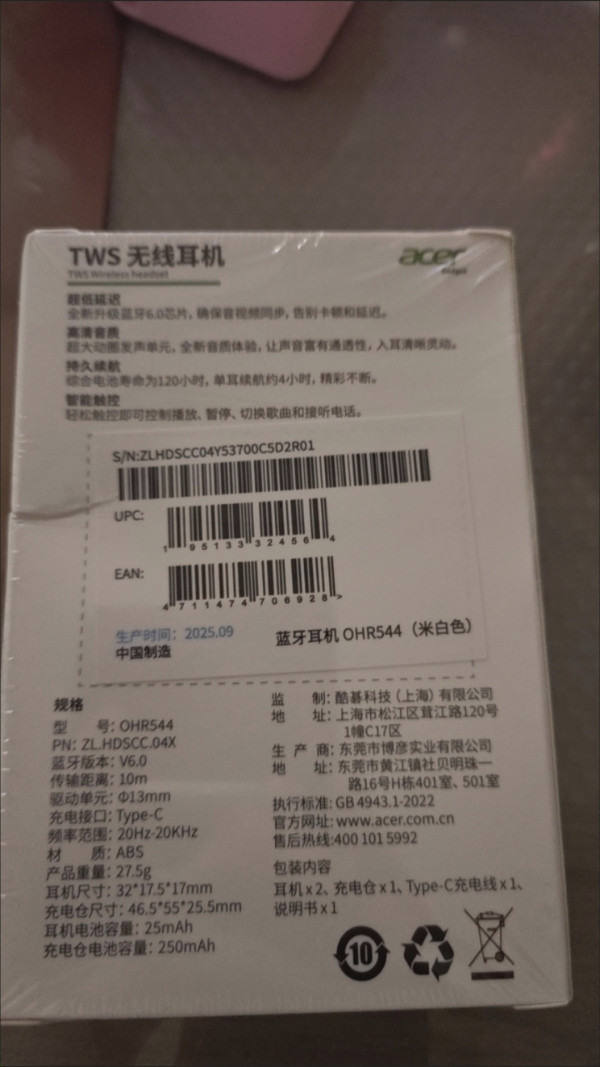 TWS 无线耳机
acer
TWS Wireless headset
超低延迟
全新升级蓝牙6.0芯片，确保音视频同步，告别卡顿和延迟。
高清音质
超大动圈发声单元，全新音质体验，让声音富有通透性，入耳清晰灵动。
持久续航
综合电池寿命为120小时，单耳续航约4小时，精彩不断。
智能触控
轻松触控即可控制播放、暂停、切换歌曲和接听电话。
S/N:ZLHDSCC04Y53700C5D2R01
UPC:
1 95133 32456 4
EAN:
4 711474 706928 >
生产时间：2025.09
中国制造
蓝牙耳机 OHR544（米白色）
规格
型 号: OHR544
PN: ZL.HDSCC.04X
蓝牙版本: V6.0
传输距离: 10m
驱动单元: Φ13mm
充电接口: Type-C
频率范围: 20Hz-20KHz
材 质: ABS
产品重量: 27.5g
耳机尺寸: 32*17.5*17mm
充电仓尺寸: 46.5*55*25.5mm
耳机电池容量: 25mAh
充电仓电池容量: 250mAh
监 制: 酷碁科技（上海）有限公司
地 址: 上海市松江区茸江路120号
1幢C17区
生 产 商: 东莞市博彦实业有限公司
地 址: 东莞市黄江镇社贝明珠一
路16号H栋401室、501室
执行标准: GB 4943.1-2022
官方网址: www.acer.com.cn
售后热线:400 101 5992
包装内容
耳机 x 2、充电仓 x 1、Type-C充电线 x 1、
说明书 x 1
10